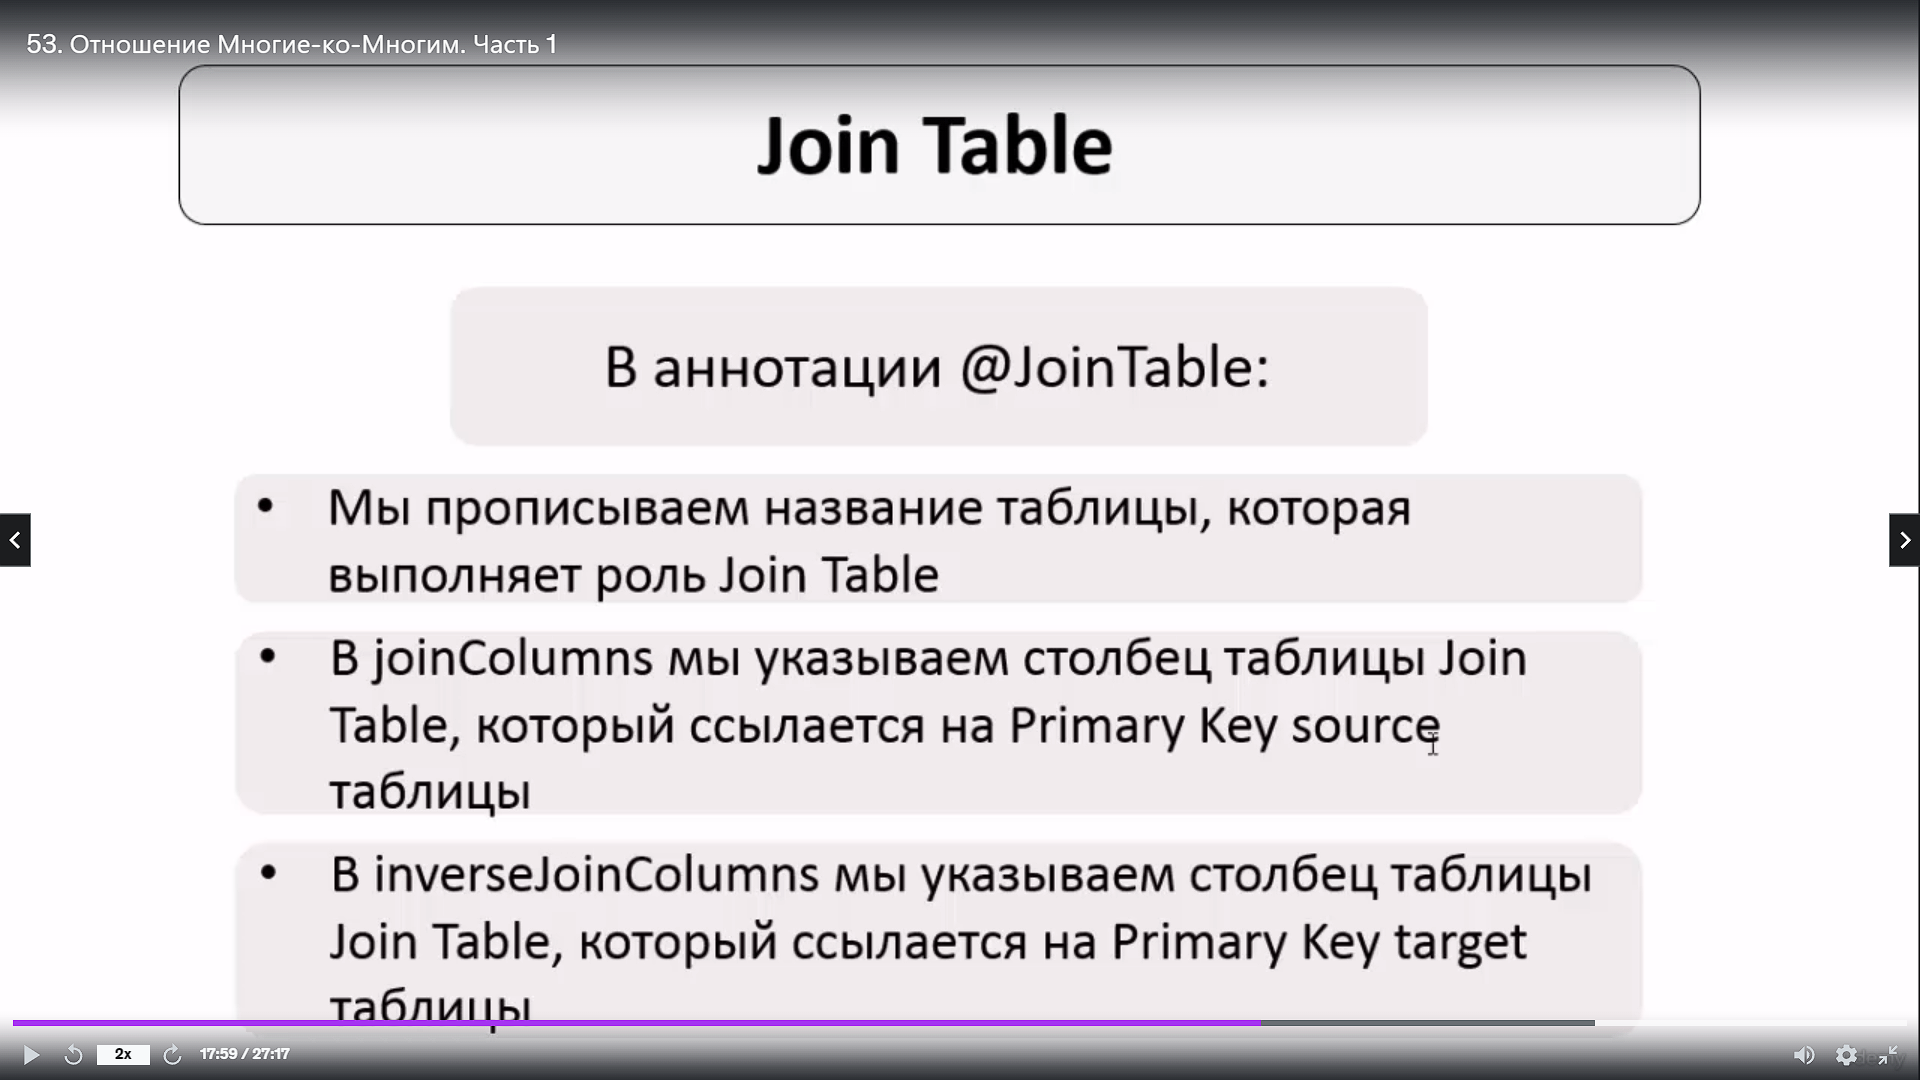 53. Отношение Многие-ко-Многим. Часть 1
Join Table
В аннотации @JoinTable:
• Мы прописываем название таблицы, которая
выполняет роль Join Table
• В joinColumns мы указываем столбец таблицы Join
Table, который ссылается на Primary Key source
таблицы
• В inverseJoinColumns мы указываем столбец таблицы
Join Table, который ссылается на Primary Key target
таблицы
2x
17:59 / 27:17